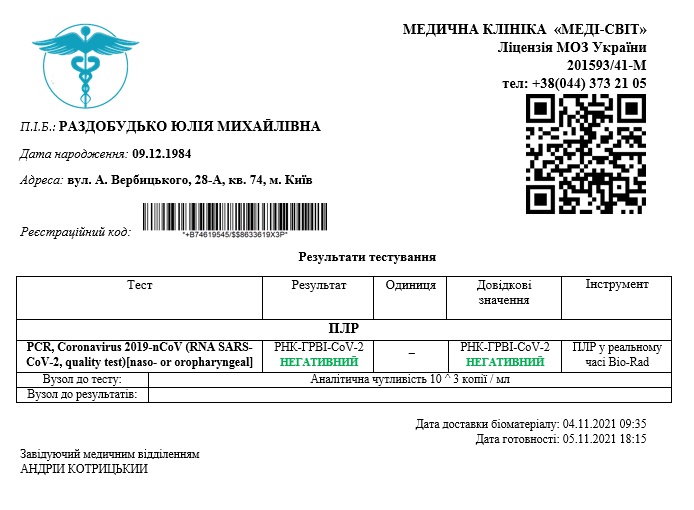 МЕДИЧНА КЛІНІКА «МЕДІ-СВІТ»
Ліцензія МОЗ України
201593/41-М
тел: +38(044) 373 21 05
П.І.Б.: РАЗДОБУДЬКО ЮЛІЯ МИХАЙЛІВНА
Дата народження: 09.12.1984
Адреса: вул. А. Вербицького, 28-А, кв. 74, м. Київ
Реєстраційний код:
*+B74619545/$$8633619X3P*
Результати тестування
Тест Результат Одиниця Довідкові значення Інструмент
ПЛР
PCR, Coronavirus 2019-nCoV (RNA SARS- РНК-ГРВІ-CoV-2 – РНК-ГРВІ-CoV-2 ПЛР у реальному
CoV-2, quality test)[naso- or oropharyngeal] НЕГАТИВНИЙ НЕГАТИВНИЙ часі Bio-Rad
Вузол до тесту: Аналітична чутливість 10 ^ 3 копії / мл
Вузол до результатів:
Дата доставки біоматеріалу: 04.11.2021 09:35
Дата готовності: 05.11.2021 18:15
Завідуючий медичним відділенням
АНДРІЙ КОТРИЦЬКИЙ